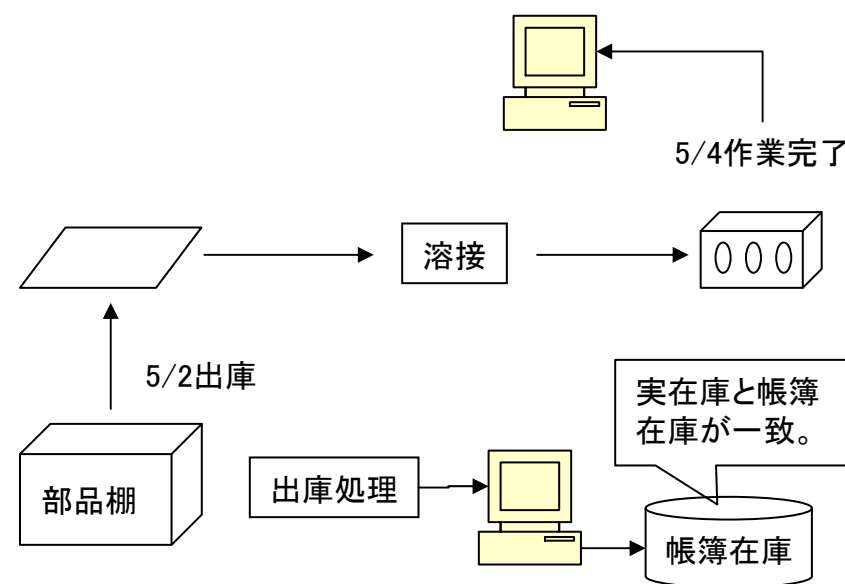 5/4作業完了
溶接
5/2出庫
実在庫と帳簿
在庫が一致。
部品棚
出庫処理
帳簿在庫